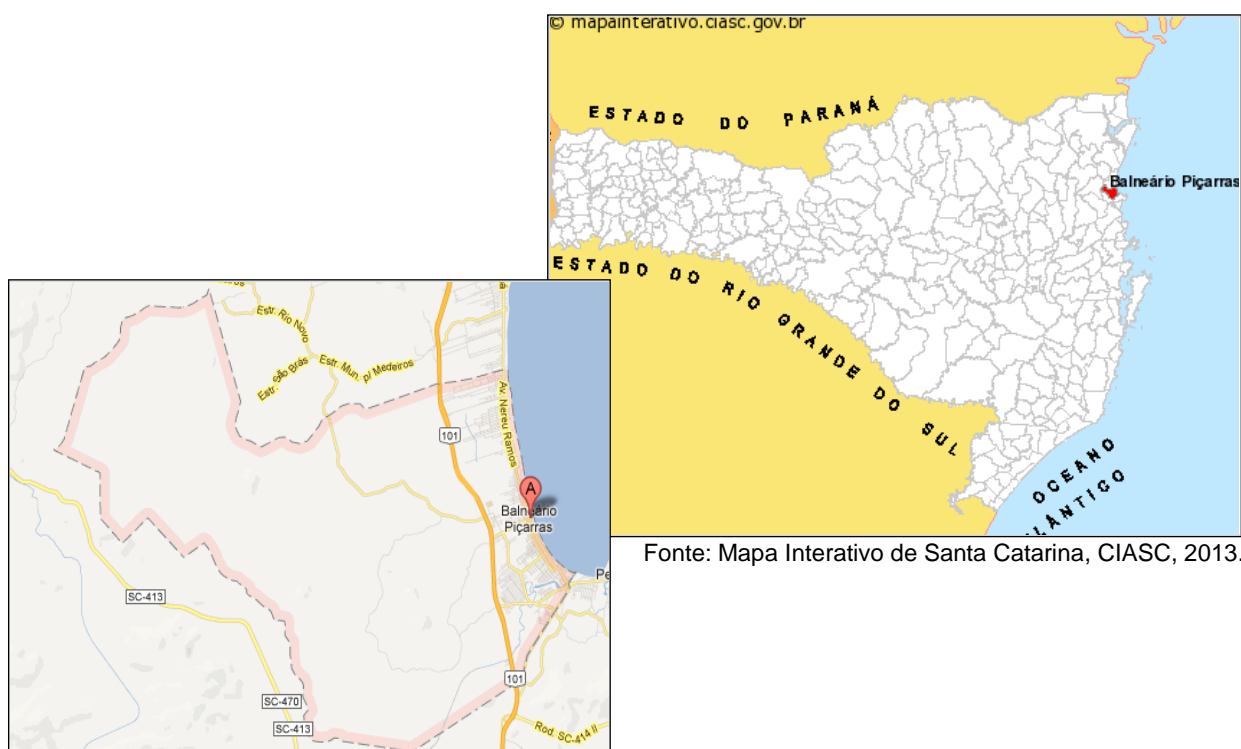 © mapainterativo.ciasc.gov.br
ESTADO DO PARANÁ
Balneário Piçarras
ESTADO DO RIO GRANDE DO SUL
OCEANO
LÂNTICO
Fonte: Mapa Interativo de Santa Catarina, CIASC, 2013.
Estr. Rio Novo
Estr. São Brás
Estr. Mun. p/ Medeiros
Av. Nereu Ramos
101
A
Balneário
Piçarras
Pe
SC-413
101
SC-470
SC-413
Rod. SC-414 II